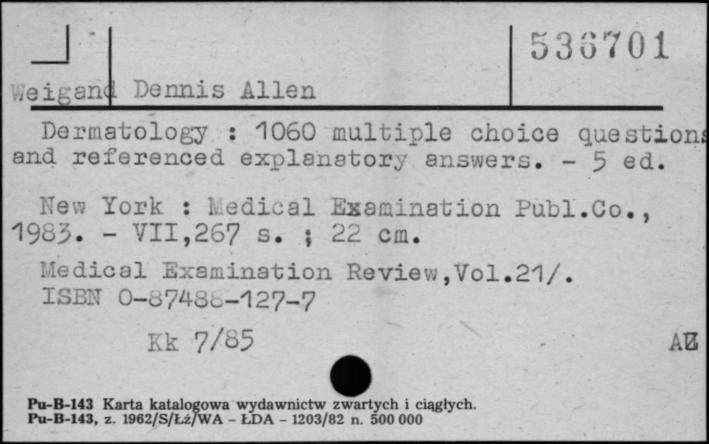 536701
Weigand Dennis Allen
Dermatology : 1060 multiple choice questions
and referenced explanatory answers. - 5 ed.
New York : Medical Examination Publ.Co.,
1983. - VII,267 s. ; 22 cm.
Medical Examination Review,Vol.21/.
ISBN 0-87488-127-7
Kk 7/85
Pu-B-143 Karta katalogowa wydawnictw zwartych i ciągłych.
Pu-B-143, z. 1962/S/Łż/WA - ŁDA - 1203/82 n. 500 000